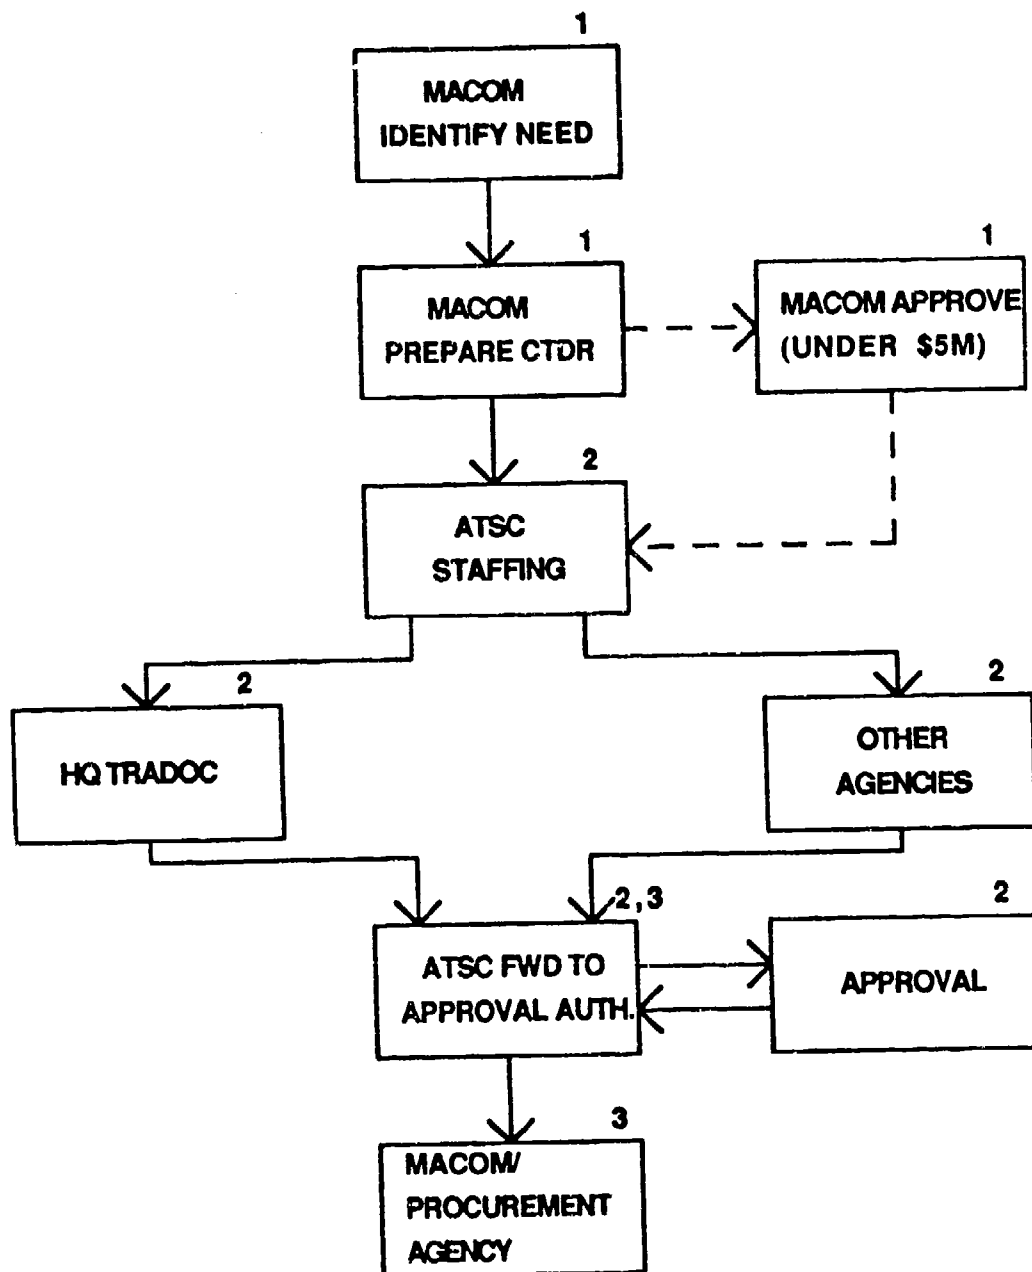 1
MACOM
IDENTIFY NEED
1
MACOM
PREPARE CTDR
1
MACOM APPROVE
(UNDER $5M)
2
ATSC
STAFFING
2
HQ TRADOC
2
OTHER
AGENCIES
2,3
ATSC FWD TO
APPROVAL AUTH.
2
APPROVAL
3
MACOM/
PROCUREMENT
AGENCY